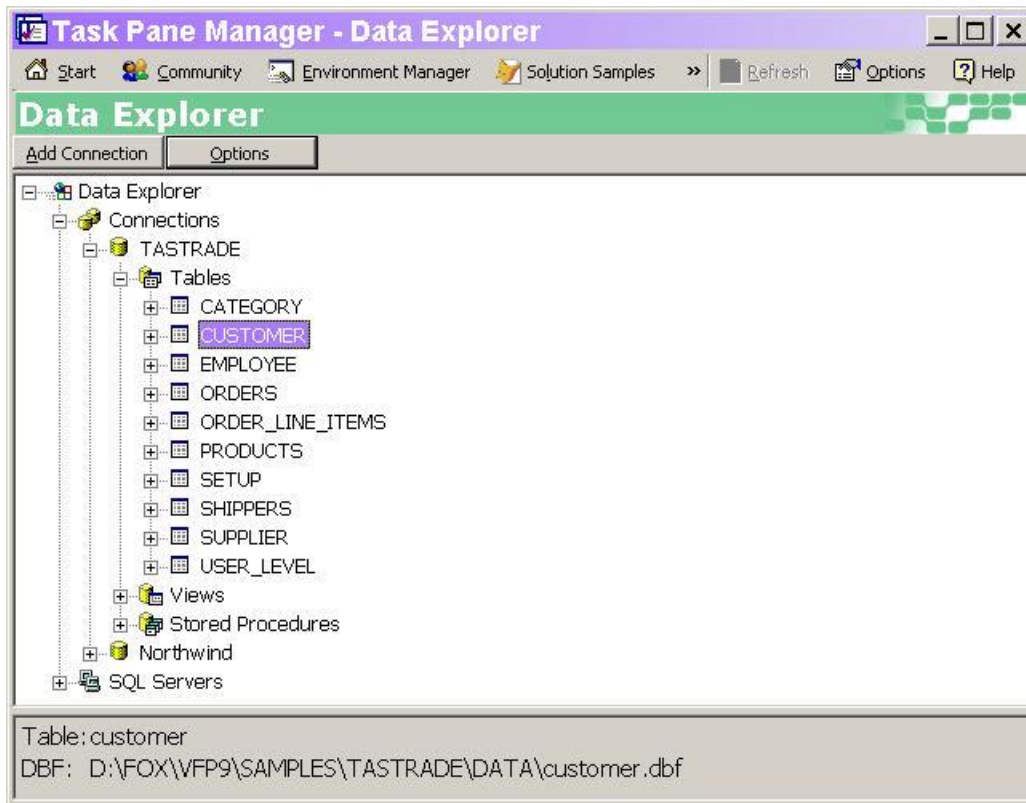 Task Pane Manager - Data Explorer
Start Community Environment Manager Solution Samples » Refresh Options Help
Data Explorer
Add Connection Options
Data Explorer
Connections
TASTRADE
Tables
CATEGORY
CUSTOMER
EMPLOYEE
ORDERS
ORDER_LINE_ITEMS
PRODUCTS
SETUP
SHIPPERS
SUPPLIER
USER_LEVEL
Views
Stored Procedures
Northwind
SQL Servers
Table: customer
DBF: D:\FOX\VFP9\SAMPLES\TASTRADE\DATA\customer.dbf